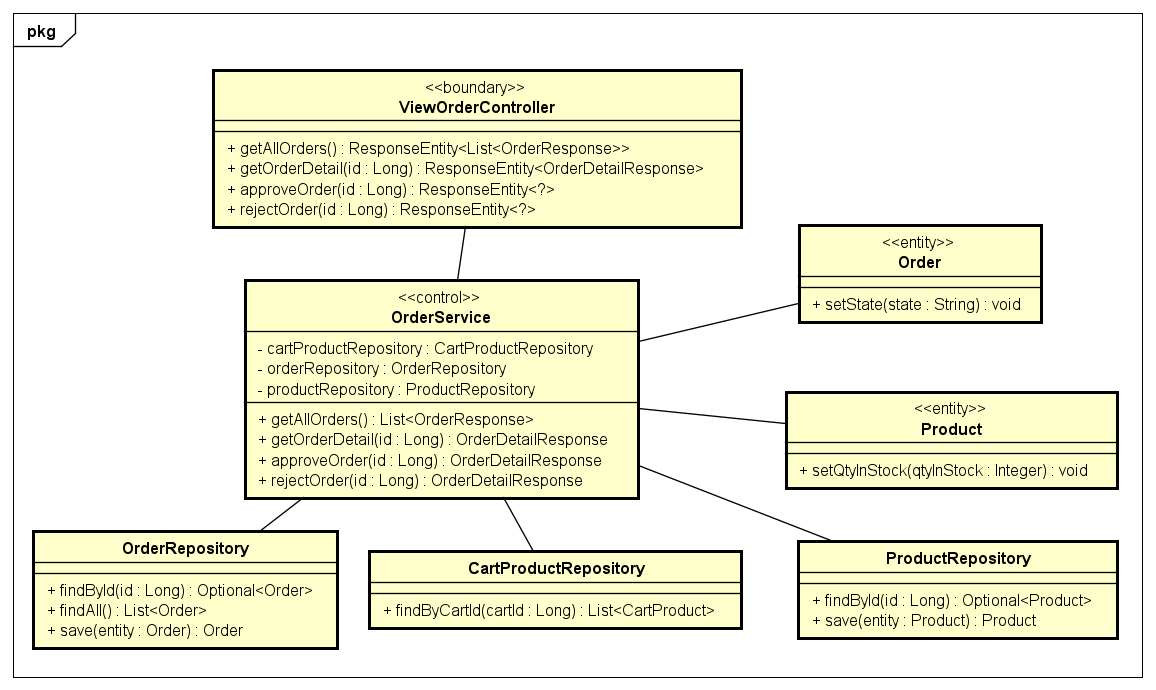 pkg
<<boundary>>
ViewOrderController
+ getAllOrders() : ResponseEntity<List<OrderResponse>>
+ getOrderDetail(id : Long) : ResponseEntity<OrderDetailResponse>
+ approveOrder(id : Long) : ResponseEntity<?>
+ rejectOrder(id : Long) : ResponseEntity<?>
<<entity>>
Order
+ setState(state : String) : void
<<control>>
OrderService
- cartProductRepository : CartProductRepository
- orderRepository : OrderRepository
- productRepository : ProductRepository
+ getAllOrders() : List<OrderResponse>
+ getOrderDetail(id : Long) : OrderDetailResponse
+ approveOrder(id : Long) : OrderDetailResponse
+ rejectOrder(id : Long) : OrderDetailResponse
<<entity>>
Product
+ setQtyInStock(qtyInStock : Integer) : void
OrderRepository
+ findById(id : Long) : Optional<Order>
+ findAll() : List<Order>
+ save(entity : Order) : Order
CartProductRepository
+ findByCartId(cartId : Long) : List<CartProduct>
ProductRepository
+ findById(id : Long) : Optional<Product>
+ save(entity : Product) : Product